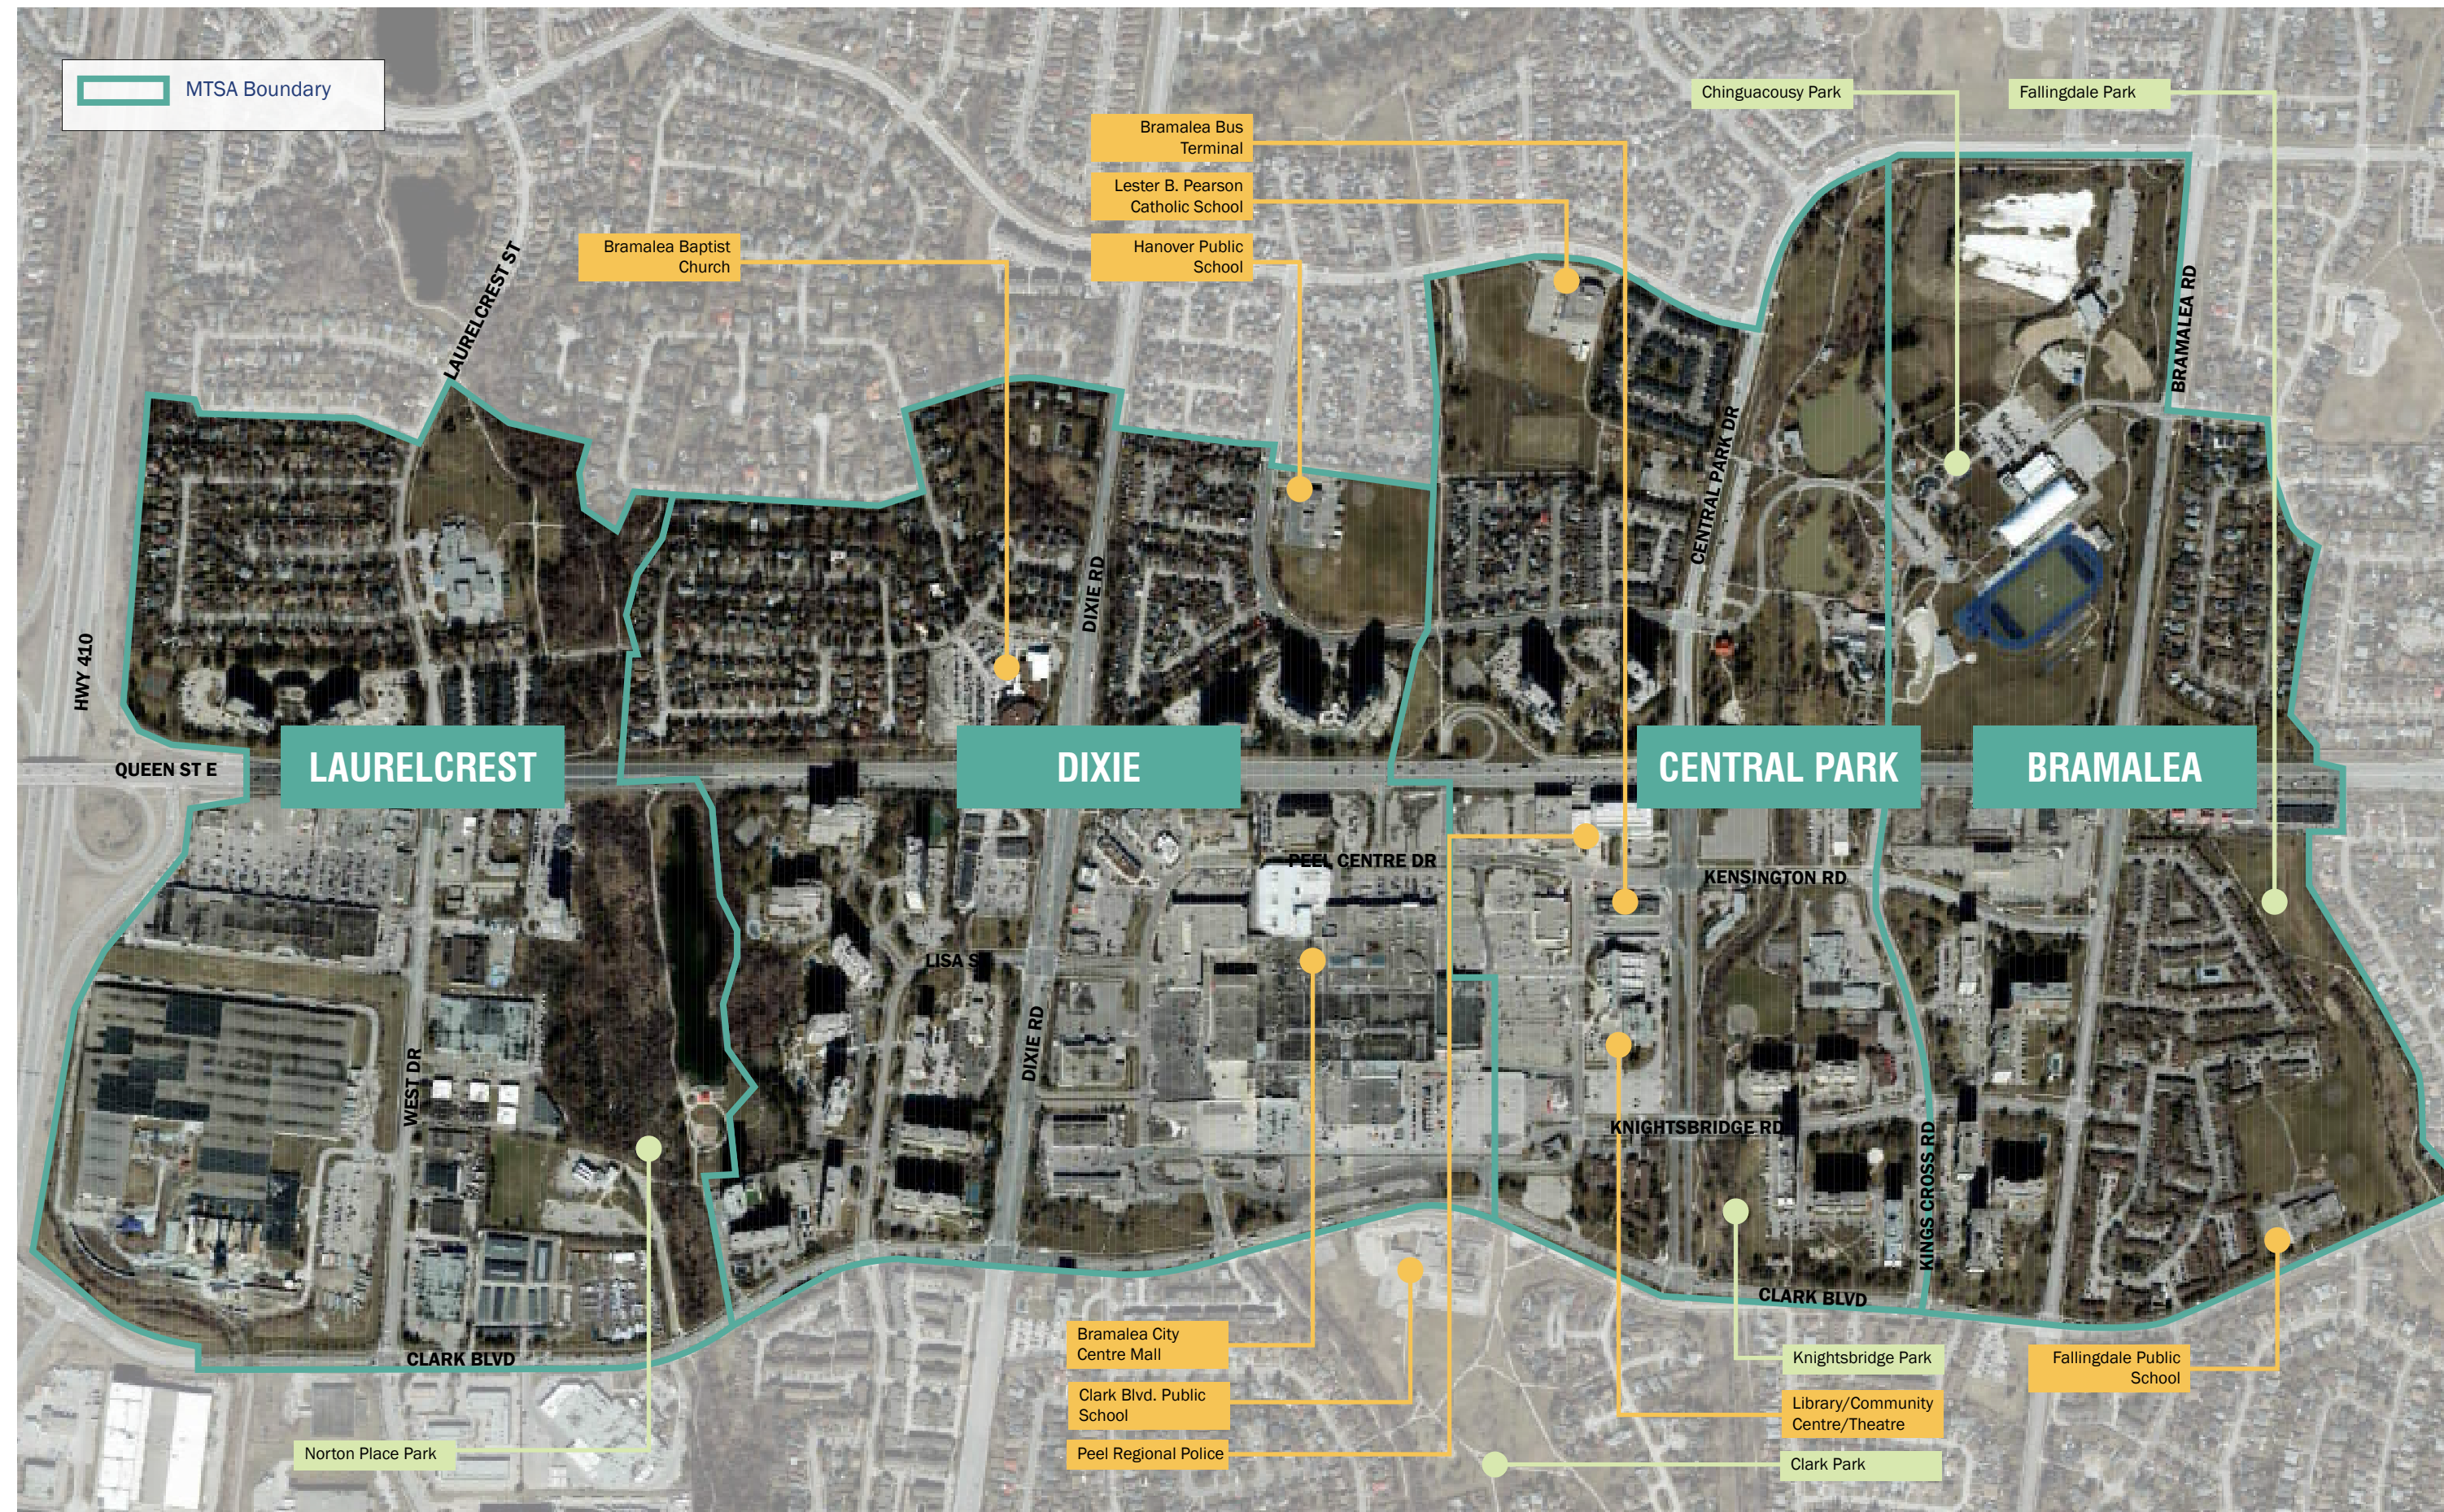 MTSA Boundary
Chinguacousy Park
Fallingdale Park
Bramalea Bus
Terminal
Lester B. Pearson
Catholic School
Hanover Public
School
Bramalea Baptist
Church
LAURELCREST ST
BRAMALEA RD
CENTRAL PARK DR
DIXIE RD
HWY 410
QUEEN ST E
LAURELCREST
DIXIE
CENTRAL PARK
BRAMALEA
PEEL CENTRE DR
KENSINGTON RD
LISA S
DIXIE RD
WEST DR
KNIGHTSBRIDGE RD
KINGS CROSS RD
CLARK BLVD
CLARK BLVD
Bramalea City
Centre Mall
Clark Blvd. Public
School
Peel Regional Police
Knightsbridge Park
Library/Community
Centre/Theatre
Clark Park
Fallingdale Public
School
Norton Place Park